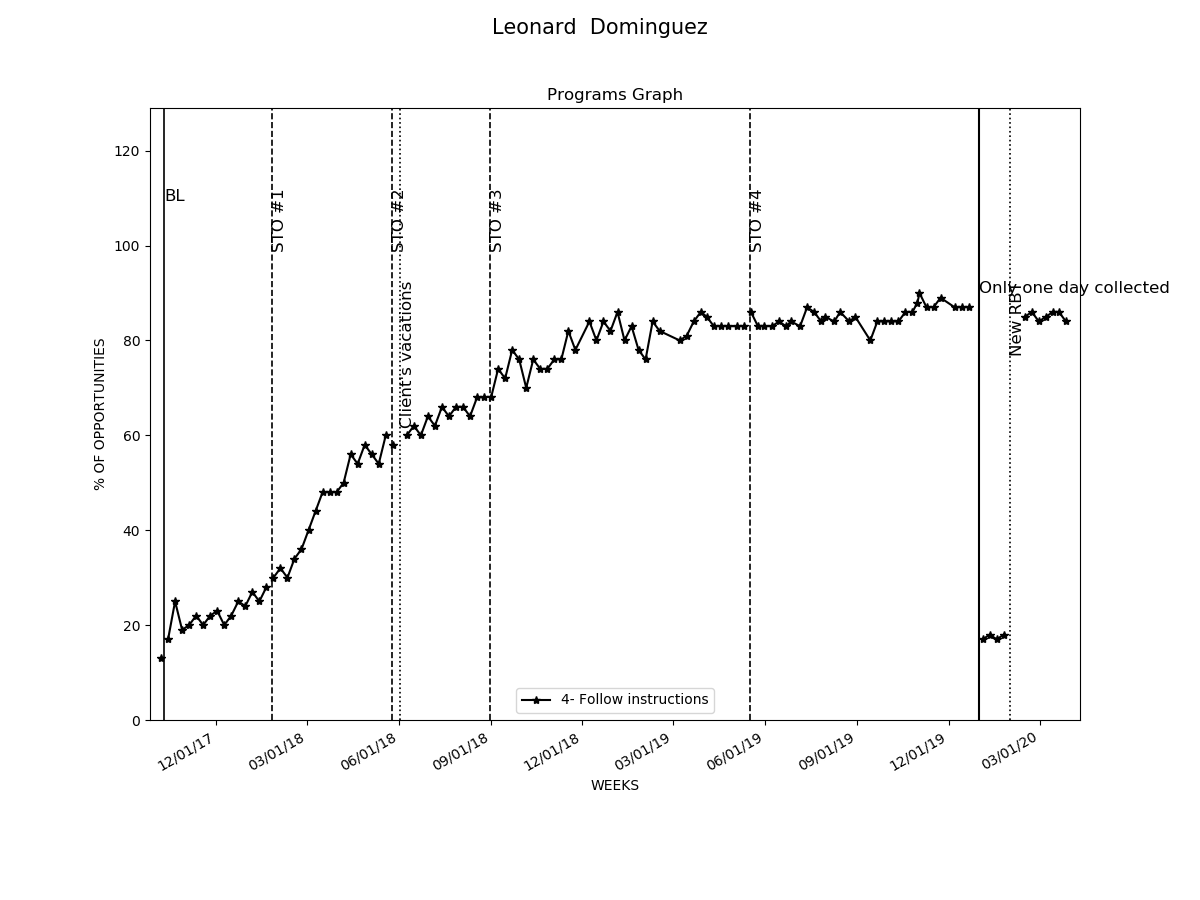 Leonard  Dominguez
Programs Graph
120
100
80
60
40
20
0
% OF OPPORTUNITIES
BL
STO #1
STO #2
Client's vacations
STO #3
STO #4
Only one day collected
New RBT
4- Follow instructions
12/01/17
03/01/18
06/01/18
09/01/18
12/01/18
03/01/19
06/01/19
09/01/19
12/01/19
03/01/20
WEEKS